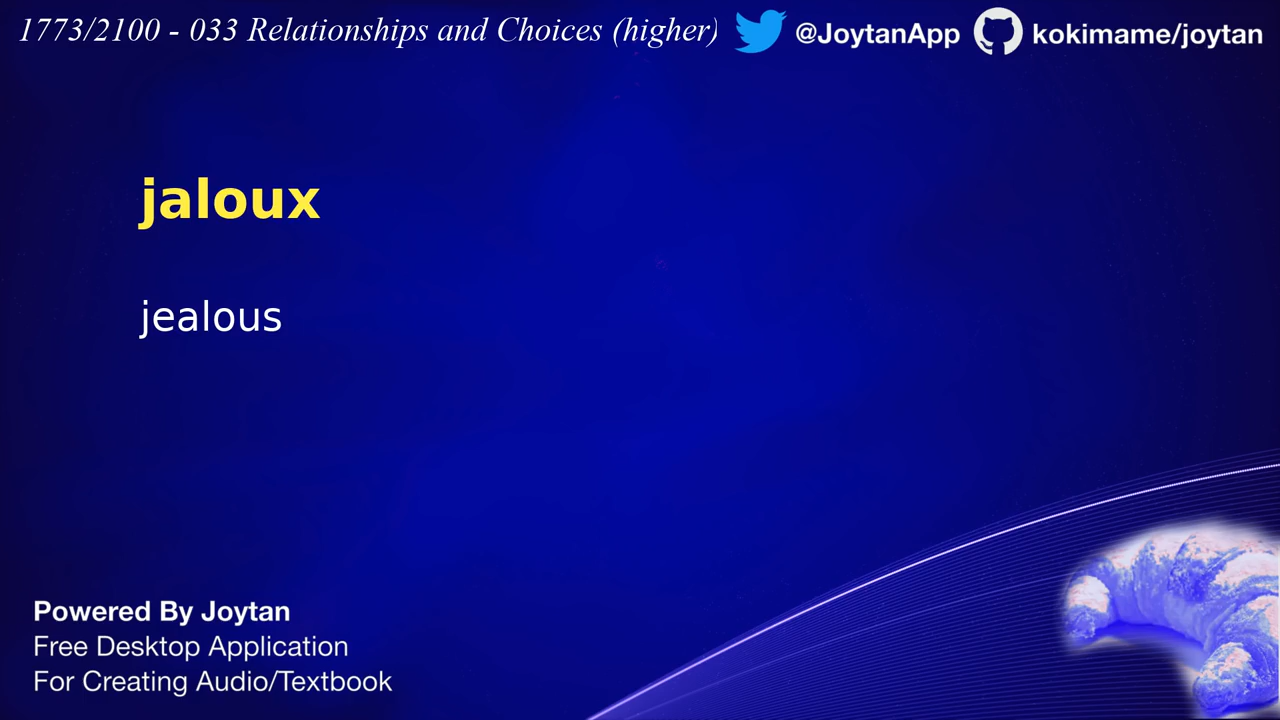 1773/2100 - 033 Relationships and Choices (higher)
@JoytanApp
kokimame/joytan
jaloux
jealous
Powered By Joytan
Free Desktop Application
For Creating Audio/Textbook